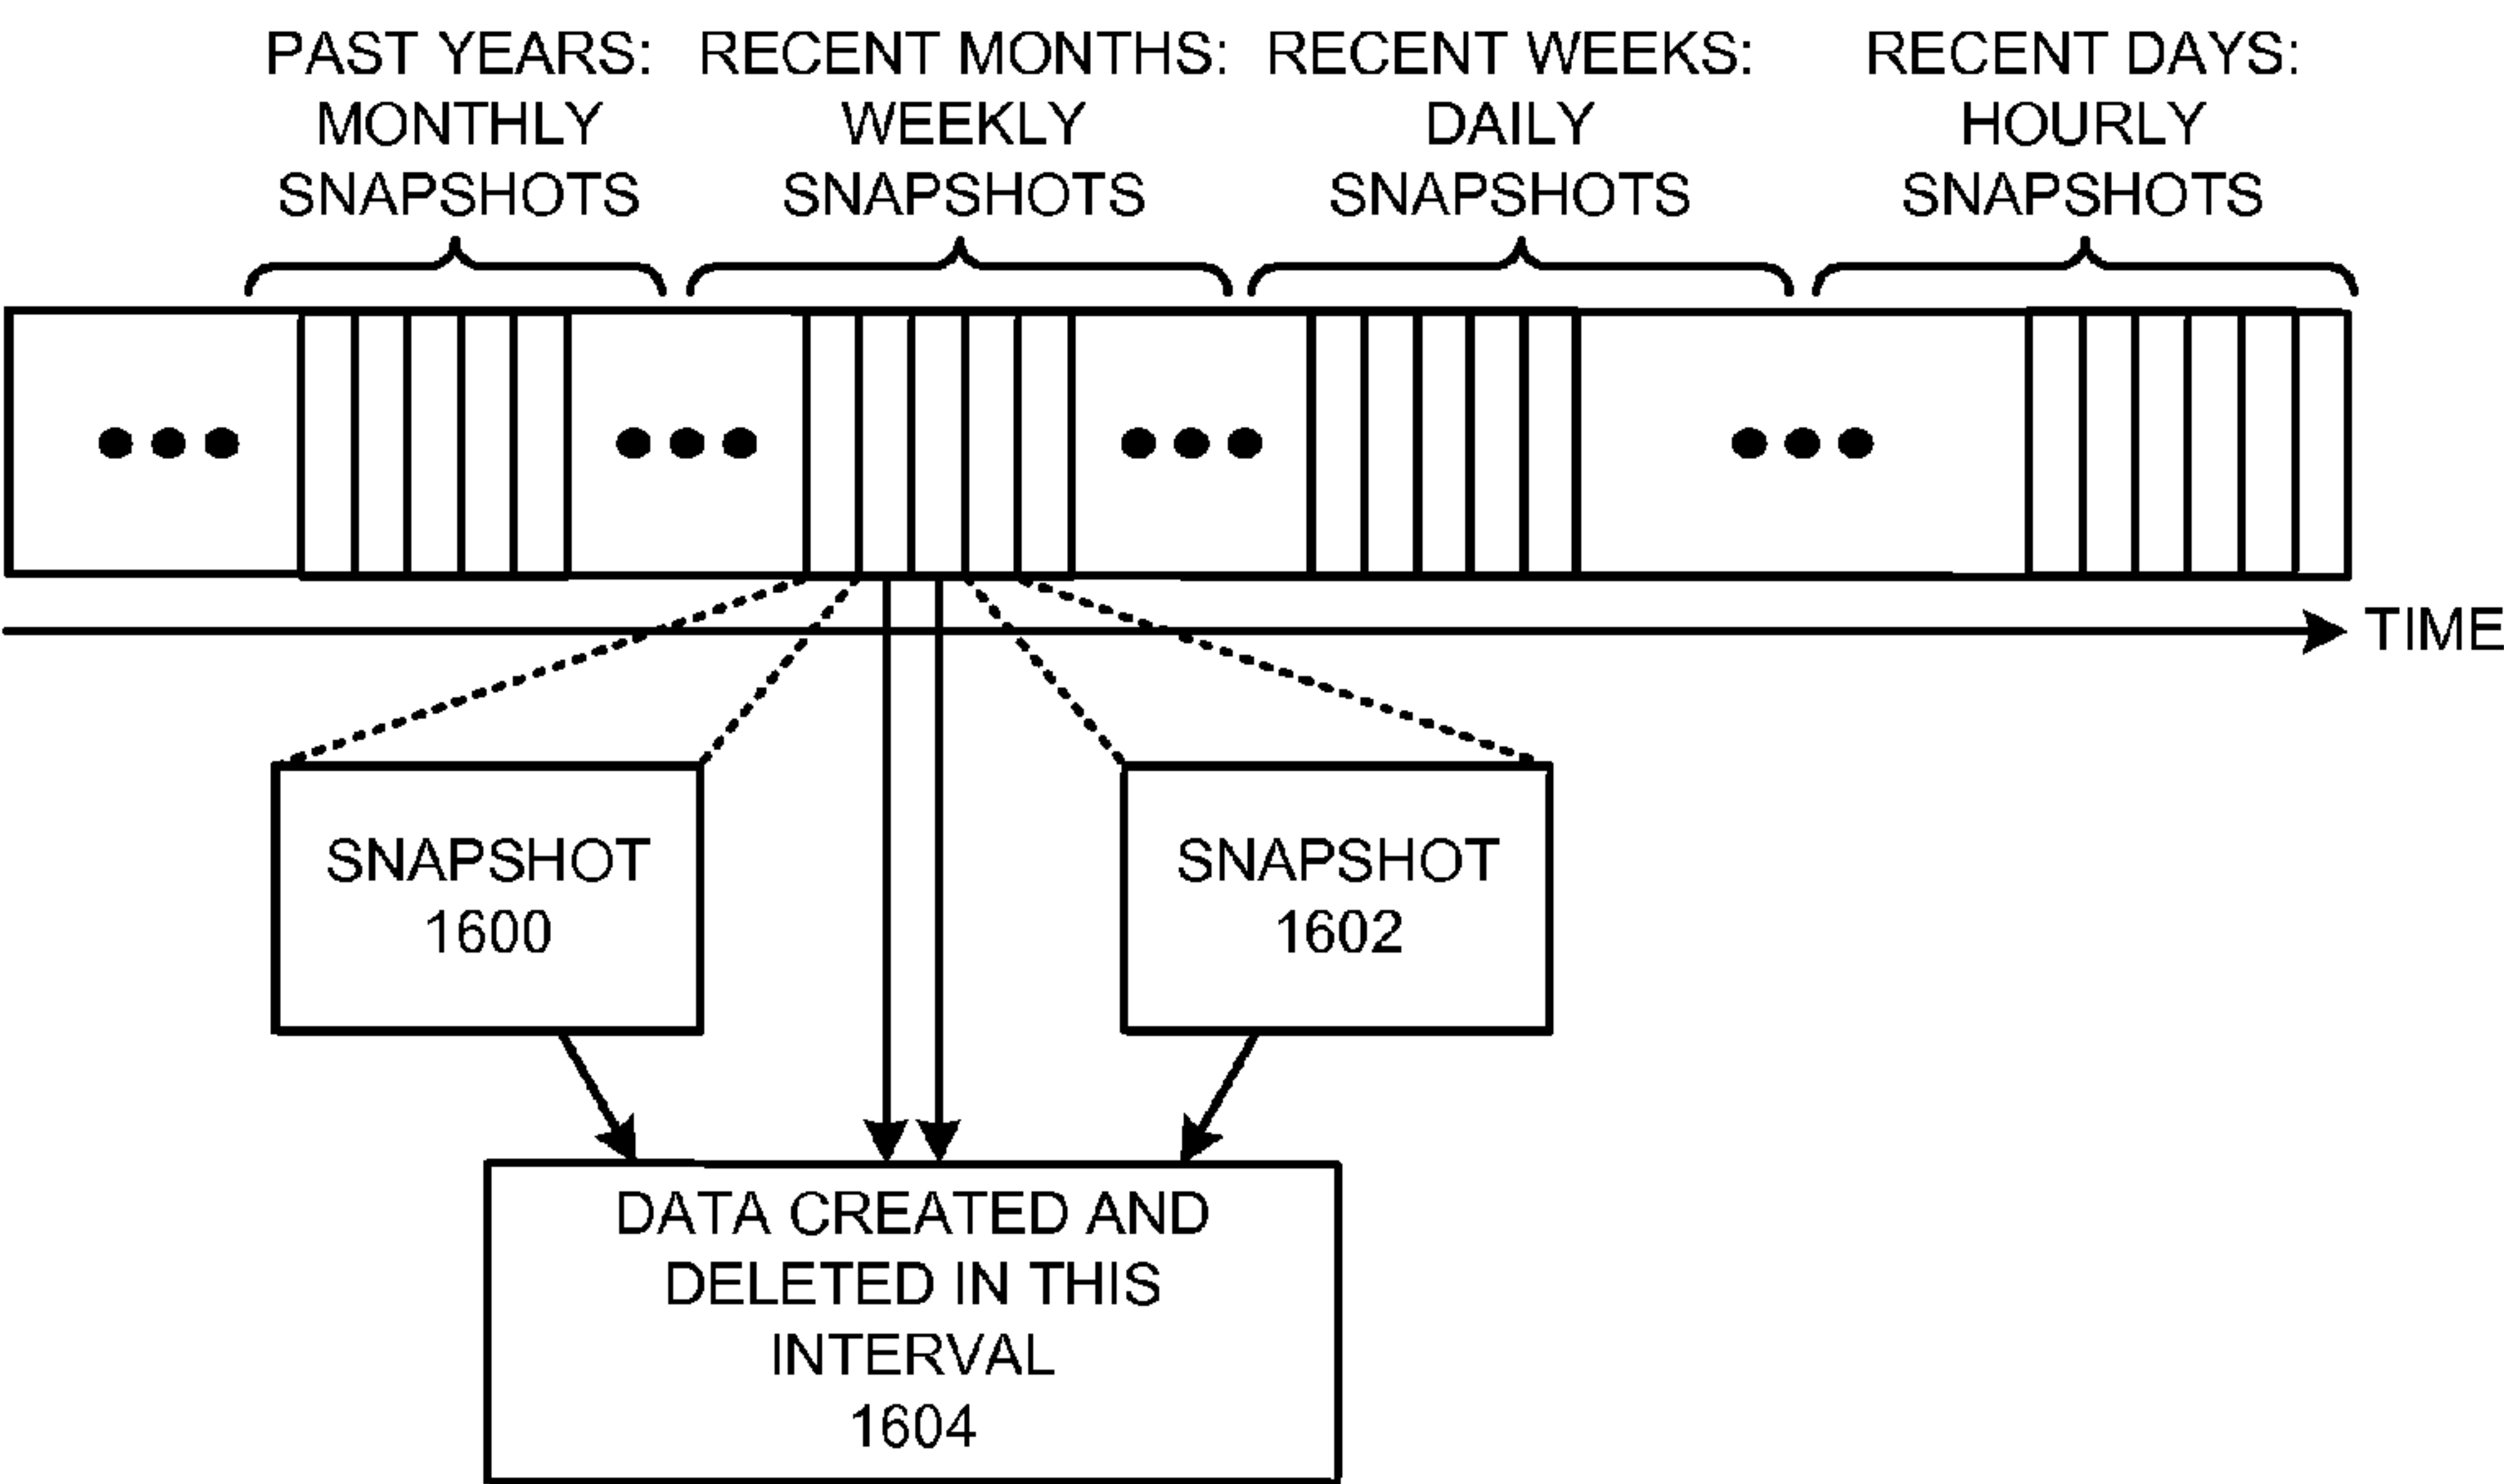 PAST YEARS:
MONTHLY
SNAPSHOTS
RECENT MONTHS:
WEEKLY
SNAPSHOTS
RECENT WEEKS:
DAILY
SNAPSHOTS
RECENT DAYS:
HOURLY
SNAPSHOTS
TIME
SNAPSHOT
1600
SNAPSHOT
1602
DATA CREATED AND
DELETED IN THIS
INTERVAL
1604